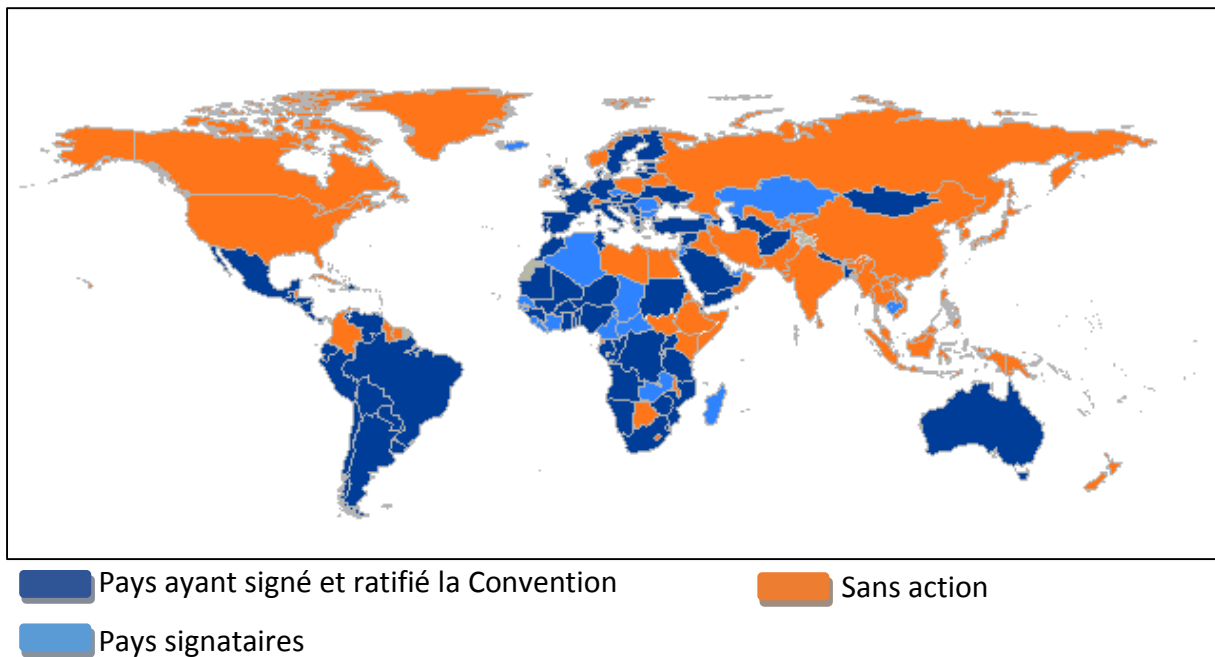 Pays ayant signé et ratifié la Convention
Sans action
Pays signataires